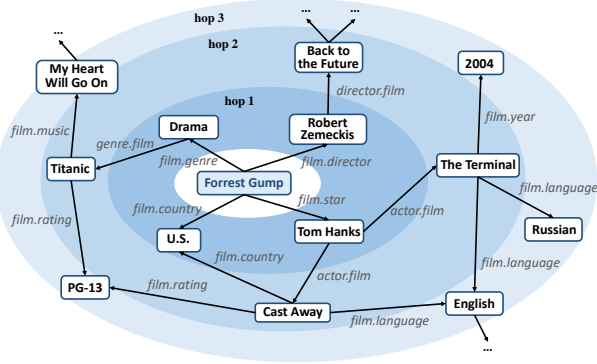 hop 3
...
...
...
hop 2
Back to
the Future
2004
My Heart
Will Go On
director.film
hop 1
Drama
Robert
Zemeckis
film.year
film.music
genre.film
film.genre
film.director
Titanic
The Terminal
Forrest Gump
film.language
film.country
film.star
actor.film
film.rating
U.S.
Tom Hanks
Russian
film.country
actor.film
film.language
PG-13
film.rating
Cast Away
film.language
English
...